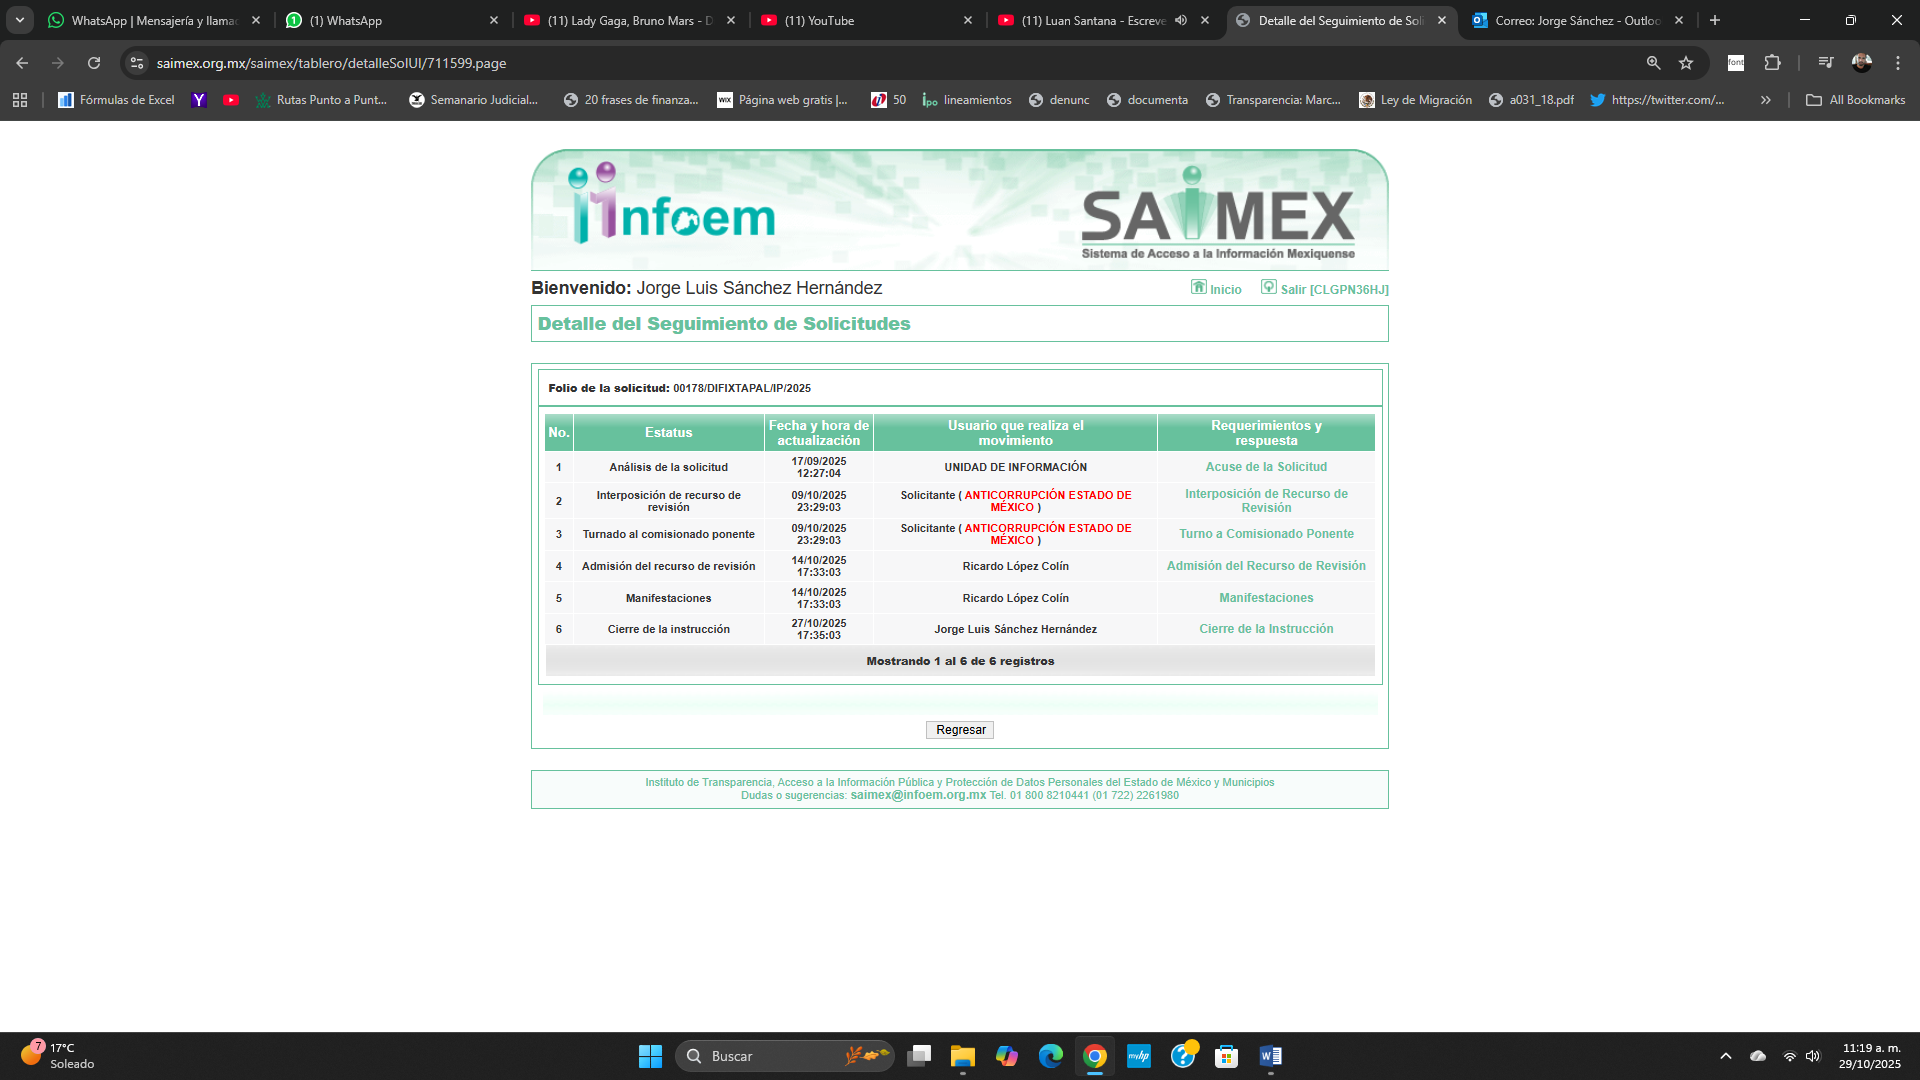 WhatsApp | Mensajería y llamac
(1) WhatsApp
(11) Lady Gaga, Bruno Mars - D
(11) YouTube
(11) Luan Santana - Escreve
Detalle del Seguimiento de Soli
Correo: Jorge Sánchez - Outloo
saimex.org.mx/saimex/tablero/detalleSolUI/711599.page
font
Fórmulas de Excel
Rutas Punto a Punt...
Semanario Judicial...
20 frases de finanza...
WIX
Página web gratis |...
50
ipo
lineamientos
denunc
documenta
Transparencia: Marc...
Ley de Migración
a031_18.pdf
https://twitter.com/...
All Bookmarks
infoem
SAIMEX
Sistema de Acceso a la Información Mexiquense
Bienvenido: Jorge Luis Sánchez Hernández
Inicio
Salir [CLGPN36HJ]
Detalle del Seguimiento de Solicitudes
Folio de la solicitud: 00178/DIFIXTAPAL/IP/2025
No.
Estatus
Fecha y hora de
actualización
Usuario que realiza el
movimiento
Requerimientos y
respuesta
1
Análisis de la solicitud
17/09/2025
12:27:04
UNIDAD DE INFORMACIÓN
Acuse de la Solicitud
2
Interposición de recurso de
revisión
09/10/2025
23:29:03
Solicitante ( ANTICORRUPCIÓN ESTADO DE
MÉXICO )
Interposición de Recurso de
Revisión
3
Turnado al comisionado ponente
09/10/2025
23:29:03
Solicitante ( ANTICORRUPCIÓN ESTADO DE
MÉXICO )
Turno a Comisionado Ponente
4
Admisión del recurso de revisión
14/10/2025
17:33:03
Ricardo López Colín
Admisión del Recurso de Revisión
5
Manifestaciones
14/10/2025
17:33:03
Ricardo López Colín
Manifestaciones
6
Cierre de la instrucción
27/10/2025
17:35:03
Jorge Luis Sánchez Hernández
Cierre de la Instrucción
Mostrando 1 al 6 de 6 registros
Regresar
Instituto de Transparencia, Acceso a la Información Pública y Protección de Datos Personales del Estado de México y Municipios
Dudas o sugerencias: saimex@infoem.org.mx Tel. 01 800 8210441 (01 722) 2261980
7
17°C
Soleado
Buscar
myhp
11:19 a. m.
29/10/2025